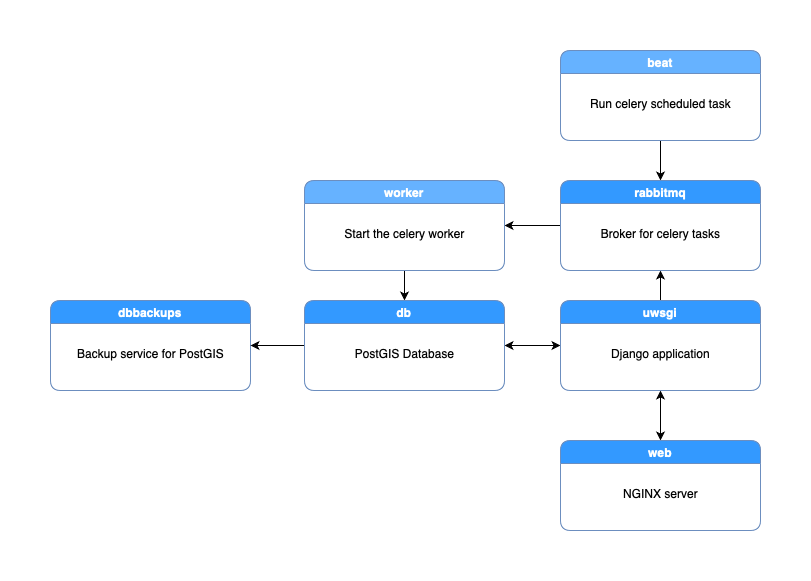 beat
Run celery scheduled task
worker
Start the celery worker
rabbitmq
Broker for celery tasks
dbbackups
Backup service for PostGIS
db
PostGIS Database
uwsgi
Django application
web
NGINX server